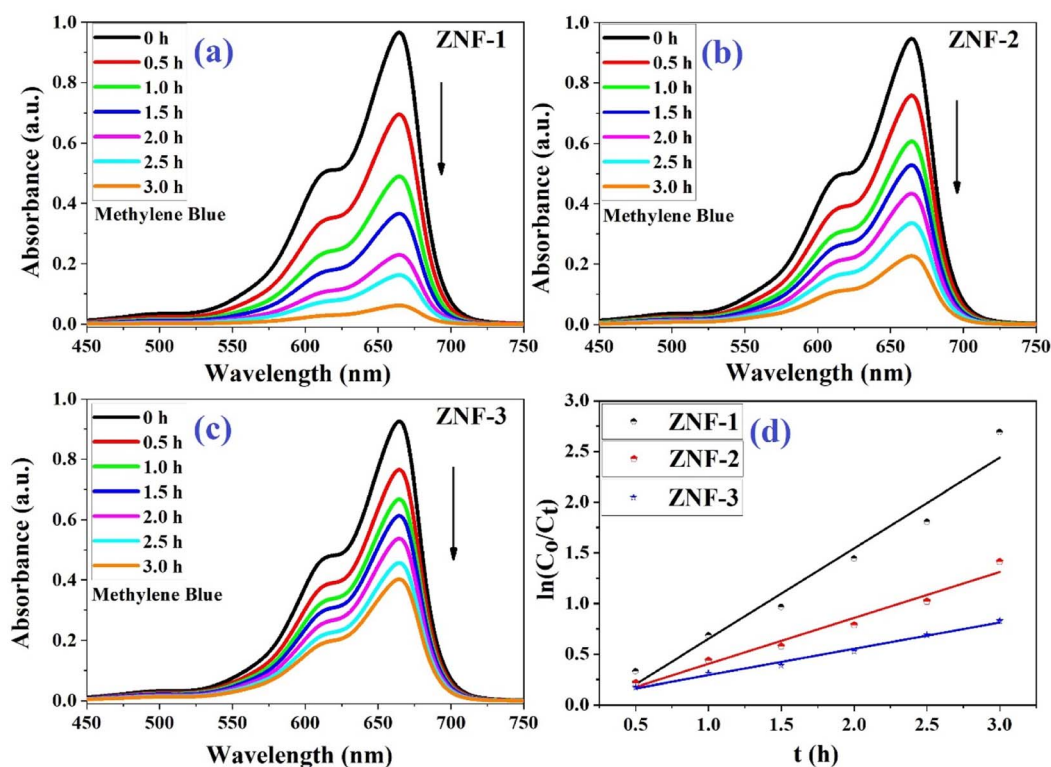 (a)
ZNF-1
0 h
0.5 h
1.0 h
1.5 h
2.0 h
2.5 h
3.0 h
Methylene Blue
Absorbance (a.u.)
1.0
0.8
0.6
0.4
0.2
0.0
450 500 550 600 650 700 750
Wavelength (nm)
(b)
ZNF-2
0 h
0.5 h
1.0 h
1.5 h
2.0 h
2.5 h
3.0 h
Methylene Blue
Absorbance (a.u.)
1.0
0.8
0.6
0.4
0.2
0.0
450 500 550 600 650 700 750
Wavelength (nm)
(c)
ZNF-3
0 h
0.5 h
1.0 h
1.5 h
2.0 h
2.5 h
3.0 h
Methylene Blue
Absorbance (a.u.)
1.0
0.8
0.6
0.4
0.2
0.0
450 500 550 600 650 700 750
Wavelength (nm)
(d)
ZNF-1
ZNF-2
ZNF-3
ln(C₀/Cₜ)
3.0
2.5
2.0
1.5
1.0
0.5
0.0
0.5 1.0 1.5 2.0 2.5 3.0
t (h)